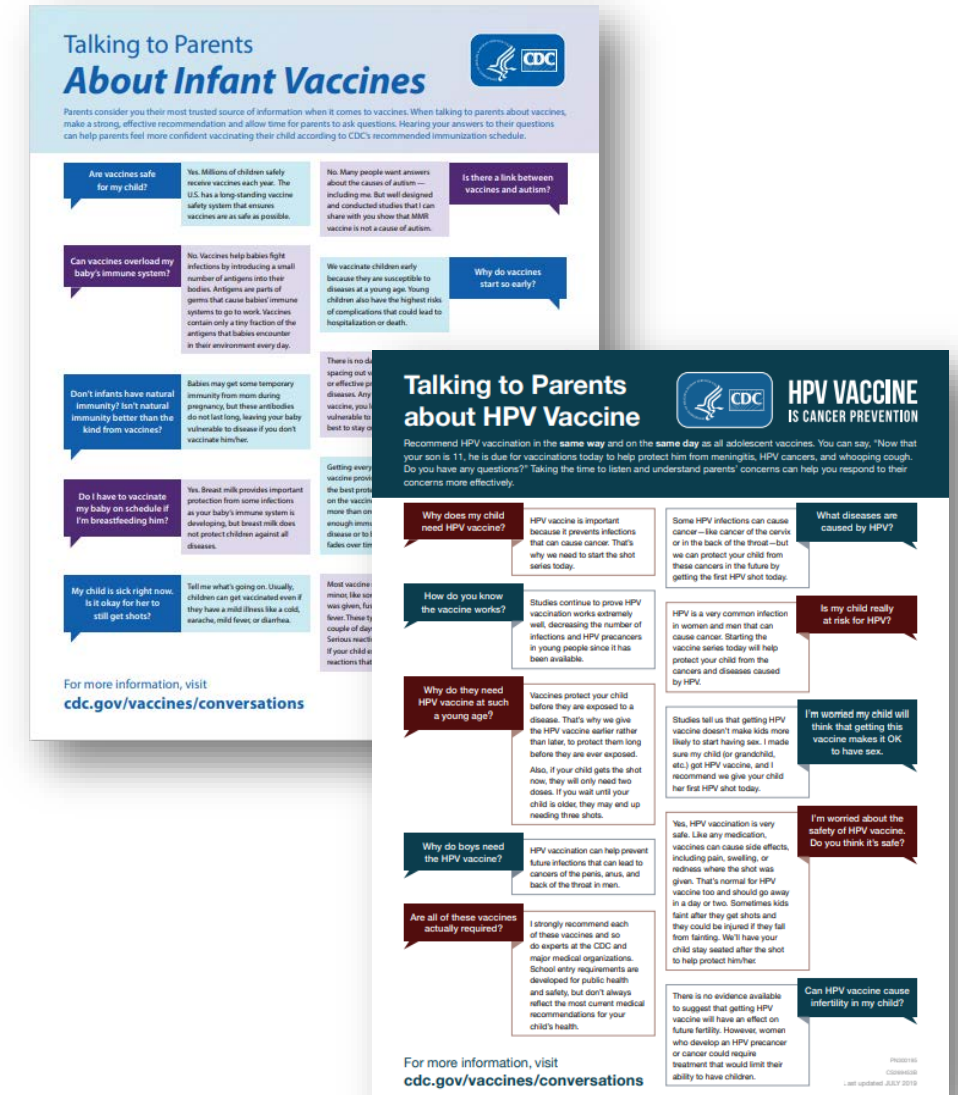 Talking to Parents
About Infant Vaccines
CDC
Parents consider you their most trusted source of information when it comes to vaccines. When talking to parents about vaccines,
make a strong, effective recommendation and allow time for parents to ask questions. Hearing your answers to their questions
can help parents feel more confident vaccinating their child according to CDC's recommended immunization schedule.
Are vaccines safe
for my child?
Yes. Millions of children safely
receive vaccines each year. The
U.S. has a long-standing vaccine
safety system that ensures
vaccines are as safe as possible.
Is there a link between
vaccines and autism?
No. Many people want answers
about the causes of autism —
including me. But well designed
and conducted studies that I can
share with you show that MMR
vaccine is not a cause of autism.
Can vaccines overload my
baby's immune system?
No. Vaccines help babies fight
infections by introducing a small
number of antigens into their
bodies. Antigens are parts of
germs that cause babies' immune
systems to go to work. Vaccines
contain only a tiny fraction of the
antigens that babies encounter
in their environment every day.
Why do vaccines
start so early?
We vaccinate children early
because they are susceptible to
diseases at a young age. Young
children also have the highest risks
of complications that could lead to
hospitalization or death.
Don't infants have natural
immunity? Isn't natural
immunity better than the
kind from vaccines?
Babies may get some temporary
immunity from mom during
pregnancy, but these antibodies
do not last long, leaving your baby
vulnerable to disease if you don't
vaccinate him/her.
There is no
spacing out
or effective
diseases. Any
vaccine, you
vulnerable to
best to stay
Do I have to vaccinate
my baby on schedule if
I'm breastfeeding him?
Yes. Breast milk provides important
protection from some infections
as your baby's immune system is
developing, but breast milk does
not protect children against all
diseases.
Getting every
vaccine
the best
on the
more than
enough
disease or to
fades over
My child is sick right now.
Is it okay for her to
still get shots?
Tell me what's going on. Usually,
children can get vaccinated even if
they have a mild illness like a cold,
earache, mild fever, or diarrhea.
Most vaccine
minor, like
was given,
fever. These
couple of
Serious
If your child
reactions that
For more information, visit
cdc.gov/vaccines/conversations
Talking to Parents
about HPV Vaccine
CDC
HPV VACCINE
IS CANCER PREVENTION
Recommend HPV vaccination in the same way and on the same day as all adolescent vaccines. You can say, "Now that
your son is 11, he is due for vaccinations today to help protect him from meningitis, HPV cancers, and whooping cough.
Do you have any questions?" Taking the time to listen and understand parents' concerns can help you respond to their
concerns more effectively.
Why does my child
need HPV vaccine?
HPV vaccine is important
because it prevents infections
that can cause cancer. That's
why we need to start the shot
series today.
What diseases are
caused by HPV?
Some HPV infections can cause
cancer—like cancer of the cervix
or in the back of the throat—but
we can protect your child from
these cancers in the future by
getting the first HPV shot today.
How do you know
the vaccine works?
Studies continue to prove HPV
vaccination works extremely
well, decreasing the number of
infections and HPV precancers
in young people since it has
been available.
Is my child really
at risk for HPV?
HPV is a very common infection
in women and men that can
cause cancer. Starting the
vaccine series today will help
protect your child from the
cancers and diseases caused
by HPV.
Why do they need
HPV vaccine at such
a young age?
Vaccines protect your child
before they are exposed to a
disease. That's why we give
the HPV vaccine earlier rather
than later, to protect them long
before they are ever exposed.
Also, if your child gets the shot
now, they will only need two
doses. If you wait until your
child is older, they may end up
needing three shots.
I'm worried my child will
think that getting this
vaccine makes it OK
to have sex.
Studies tell us that getting HPV
vaccine doesn't make kids more
likely to start having sex. I made
sure my child (or grandchild,
etc.) got HPV vaccine, and I
recommend we give your child
her first HPV shot today.
Why do boys need
the HPV vaccine?
HPV vaccination can help prevent
future infections that can lead to
cancers of the penis, anus, and
back of the throat in men.
I'm worried about the
safety of HPV vaccine.
Do you think it's safe?
Yes, HPV vaccination is very
safe. Like any medication,
vaccines can cause side effects,
including pain, swelling, or
redness where the shot was
given. That's normal for HPV
vaccine too and should go away
in a day or two. Sometimes kids
faint after they get shots and
they could be injured if they fall
from fainting. We'll have your
child stay seated after the shot
to help protect him/her.
Are all of these vaccines
actually required?
I strongly recommend each
of these vaccines and so
do experts at the CDC and
major medical organizations.
School entry requirements are
developed for public health
and safety, but don't always
reflect the most current medical
recommendations for your
child's health.
Can HPV vaccine cause
infertility in my child?
There is no evidence available
to suggest that getting HPV
vaccine will have an effect on
future fertility. However, women
who develop an HPV precancer
or cancer could require
treatment that would limit their
ability to have children.
For more information, visit
cdc.gov/vaccines/conversations
Last updated JULY 2019